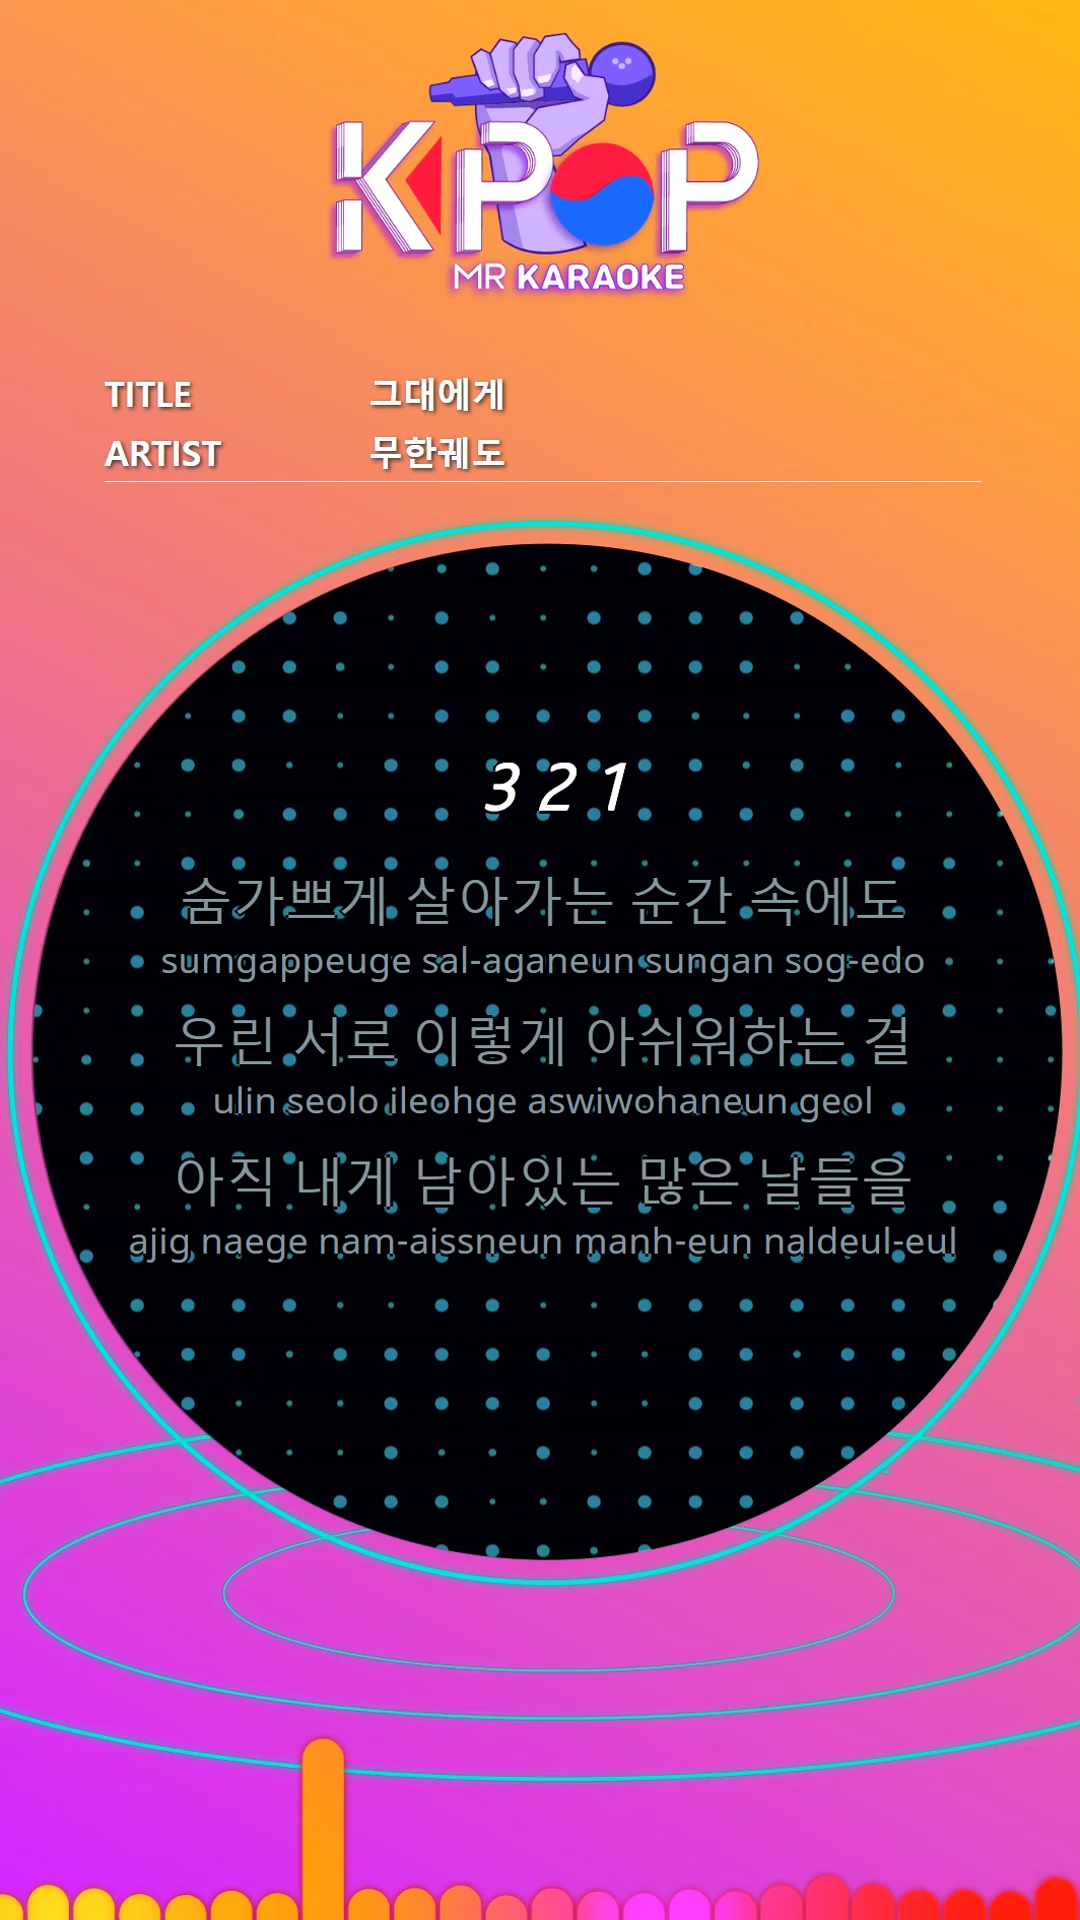 KPOP
MR KARAOKE
TITLE 그대에게
ARTIST 무한궤도
3 2 1
숨가쁘게 살아가는 순간 속에도
sumgappeuge sal-aganeun sungan sog-edo
우린 서로 이렇게 아쉬워하는 걸
ulin seolo ileohge aswiwohaneun geol
아직 내게 남아있는 많은 날들을
ajig naege nam-aissneun manh-eun naldeul-eul